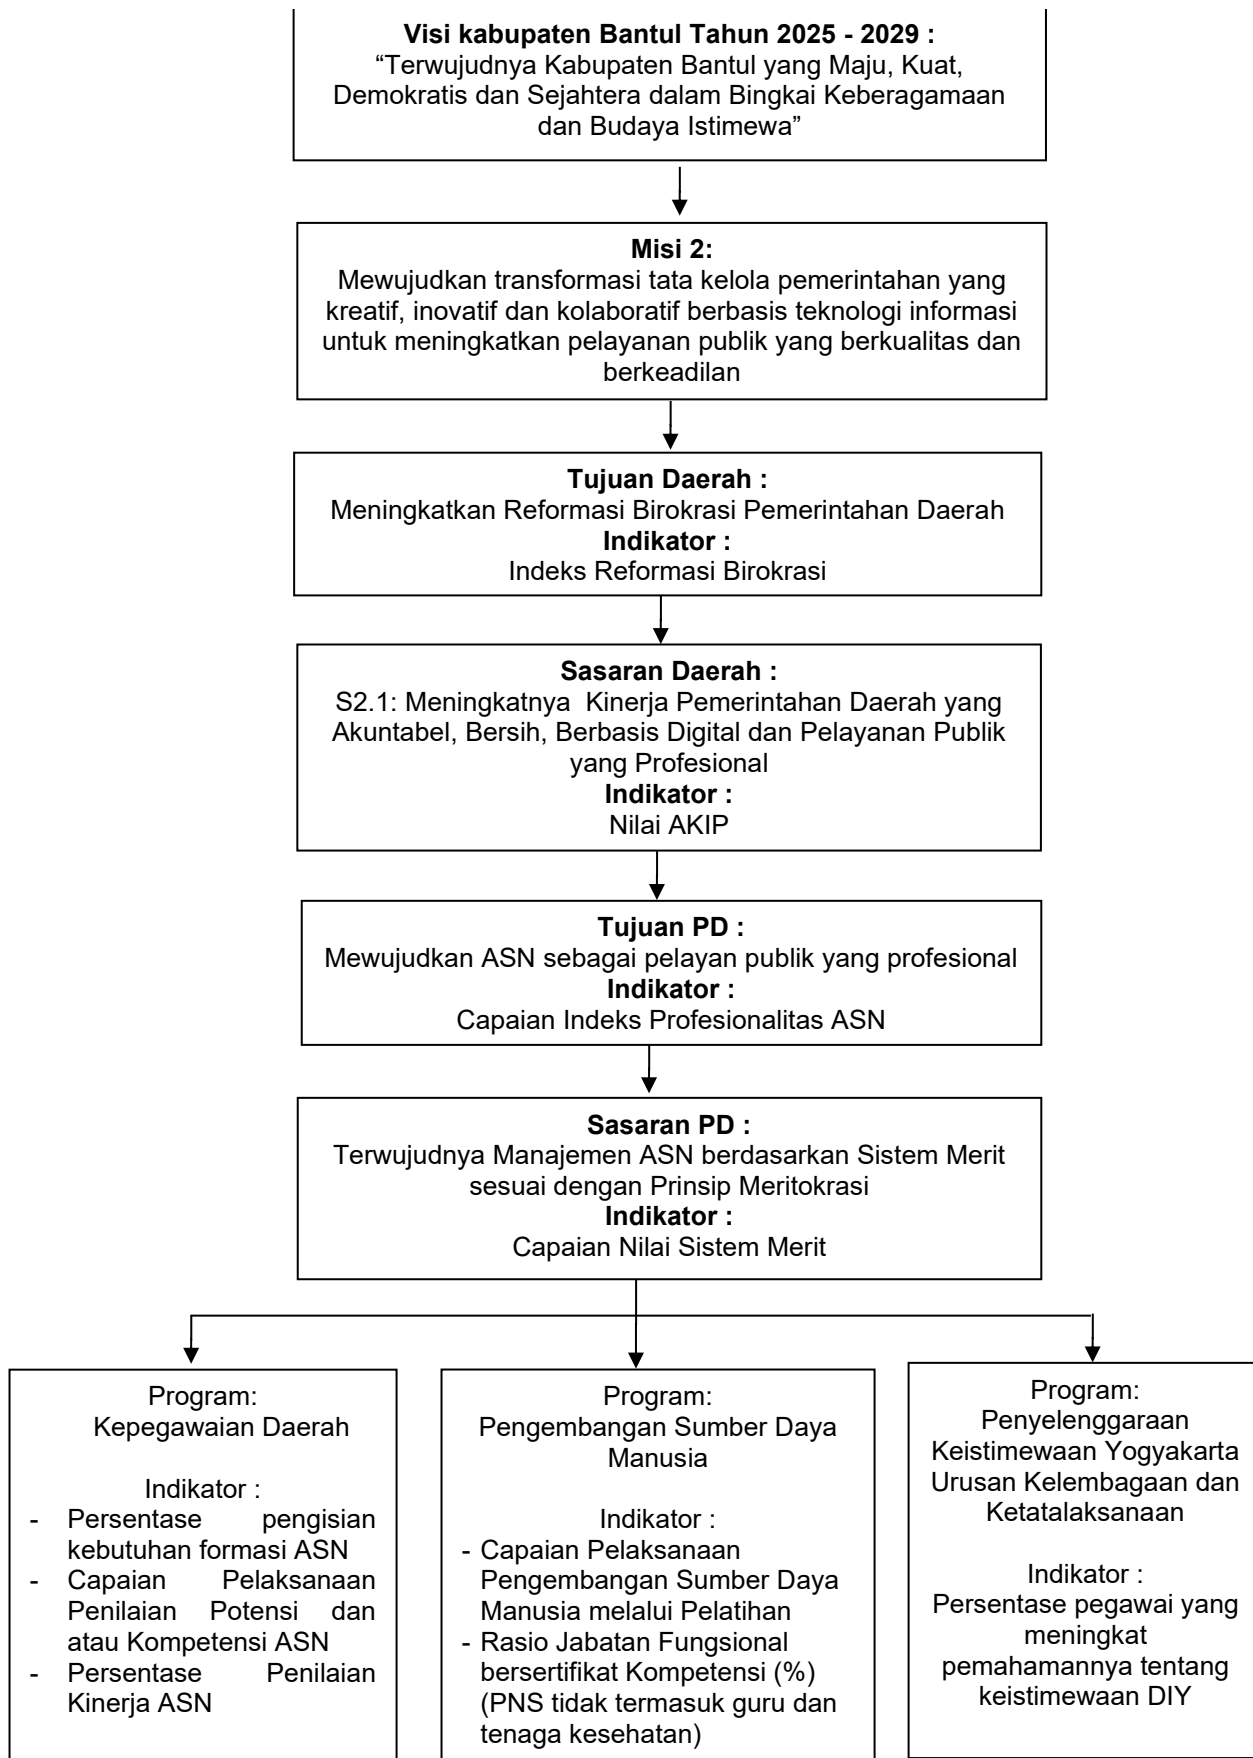 Visi kabupaten Bantul Tahun 2025 - 2029 :
“Terwujudnya Kabupaten Bantul yang Maju, Kuat,
Demokratis dan Sejahtera dalam Bingkai Keberagamaan
dan Budaya Istimewa”
Misi 2:
Mewujudkan transformasi tata kelola pemerintahan yang
kreatif, inovatif dan kolaboratif berbasis teknologi informasi
untuk meningkatkan pelayanan publik yang berkualitas dan
berkeadilan
Tujuan Daerah :
Meningkatkan Reformasi Birokrasi Pemerintahan Daerah
Indikator :
Indeks Reformasi Birokrasi
Sasaran Daerah :
S2.1: Meningkatnya Kinerja Pemerintahan Daerah yang
Akuntabel, Bersih, Berbasis Digital dan Pelayanan Publik
yang Profesional
Indikator :
Nilai AKIP
Tujuan PD :
Mewujudkan ASN sebagai pelayan publik yang profesional
Indikator :
Capaian Indeks Profesionalitas ASN
Sasaran PD :
Terwujudnya Manajemen ASN berdasarkan Sistem Merit
sesuai dengan Prinsip Meritokrasi
Indikator :
Capaian Nilai Sistem Merit
Program:
Kepegawaian Daerah
Indikator :
- Persentase pengisian
kebutuhan formasi ASN
- Capaian Pelaksanaan
Penilaian Potensi dan
atau Kompetensi ASN
- Persentase Penilaian
Kinerja ASN
Program:
Pengembangan Sumber Daya
Manusia
Indikator :
- Capaian Pelaksanaan
Pengembangan Sumber Daya
Manusia melalui Pelatihan
- Rasio Jabatan Fungsional
bersertifikat Kompetensi (%)
(PNS tidak termasuk guru dan
tenaga kesehatan)
Program:
Penyelenggaraan
Keistimewaan Yogyakarta
Urusan Kelembagaan dan
Ketatalaksanaan
Indikator :
Persentase pegawai yang
meningkat
pemahamannya tentang
keistimewaan DIY